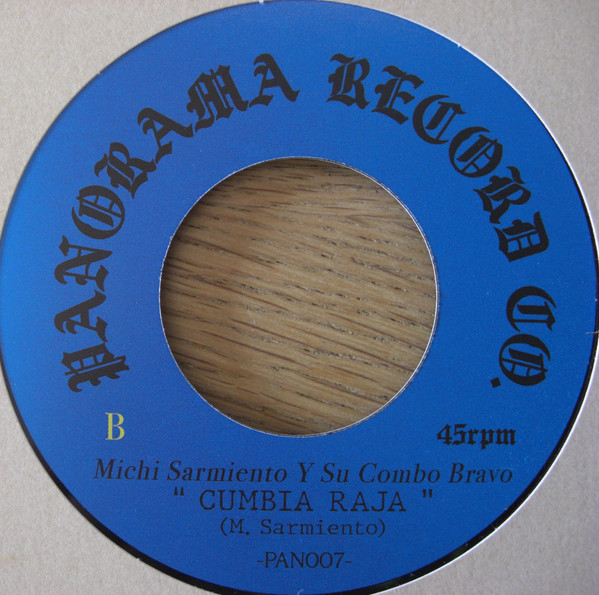 PANORAMA RECORD CO.
B
45rpm
Michi Sarmiento Y Su Combo Bravo
" CUMBIA RAJA "
(M. Sarmiento)
-PAN007-